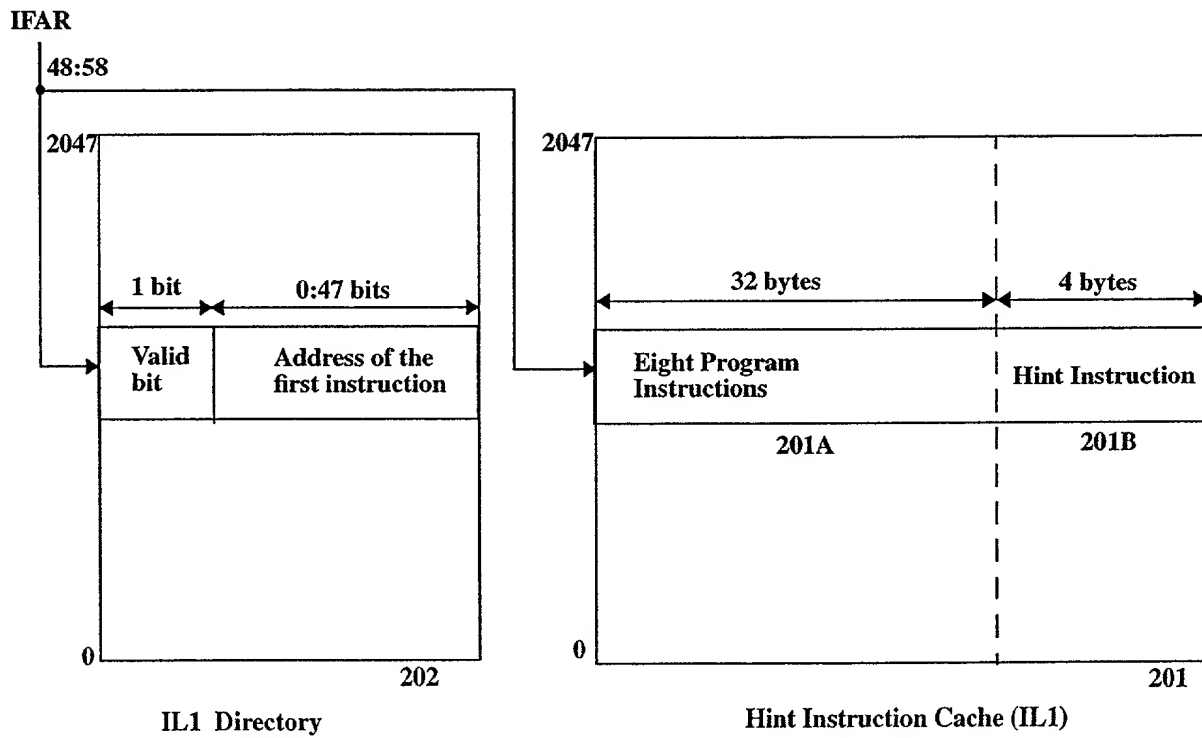 IFAR
48:58
2047
2047
1 bit
0:47 bits
32 bytes
4 bytes
Valid
bit
Address of the
first instruction
Eight Program
Instructions
Hint Instruction
201A
201B
0
0
202
201
IL1 Directory
Hint Instruction Cache (IL1)